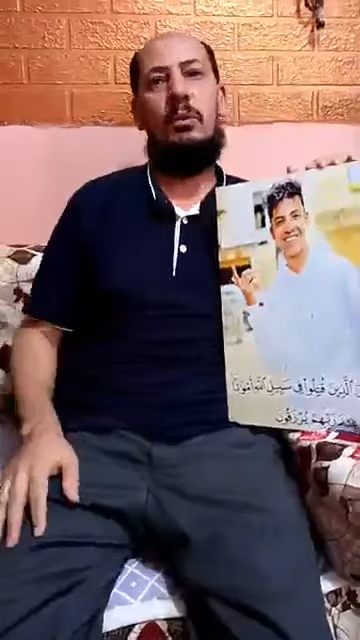 الذين قتلوا في سبيل الله أمواتا
ربهم يرزقون